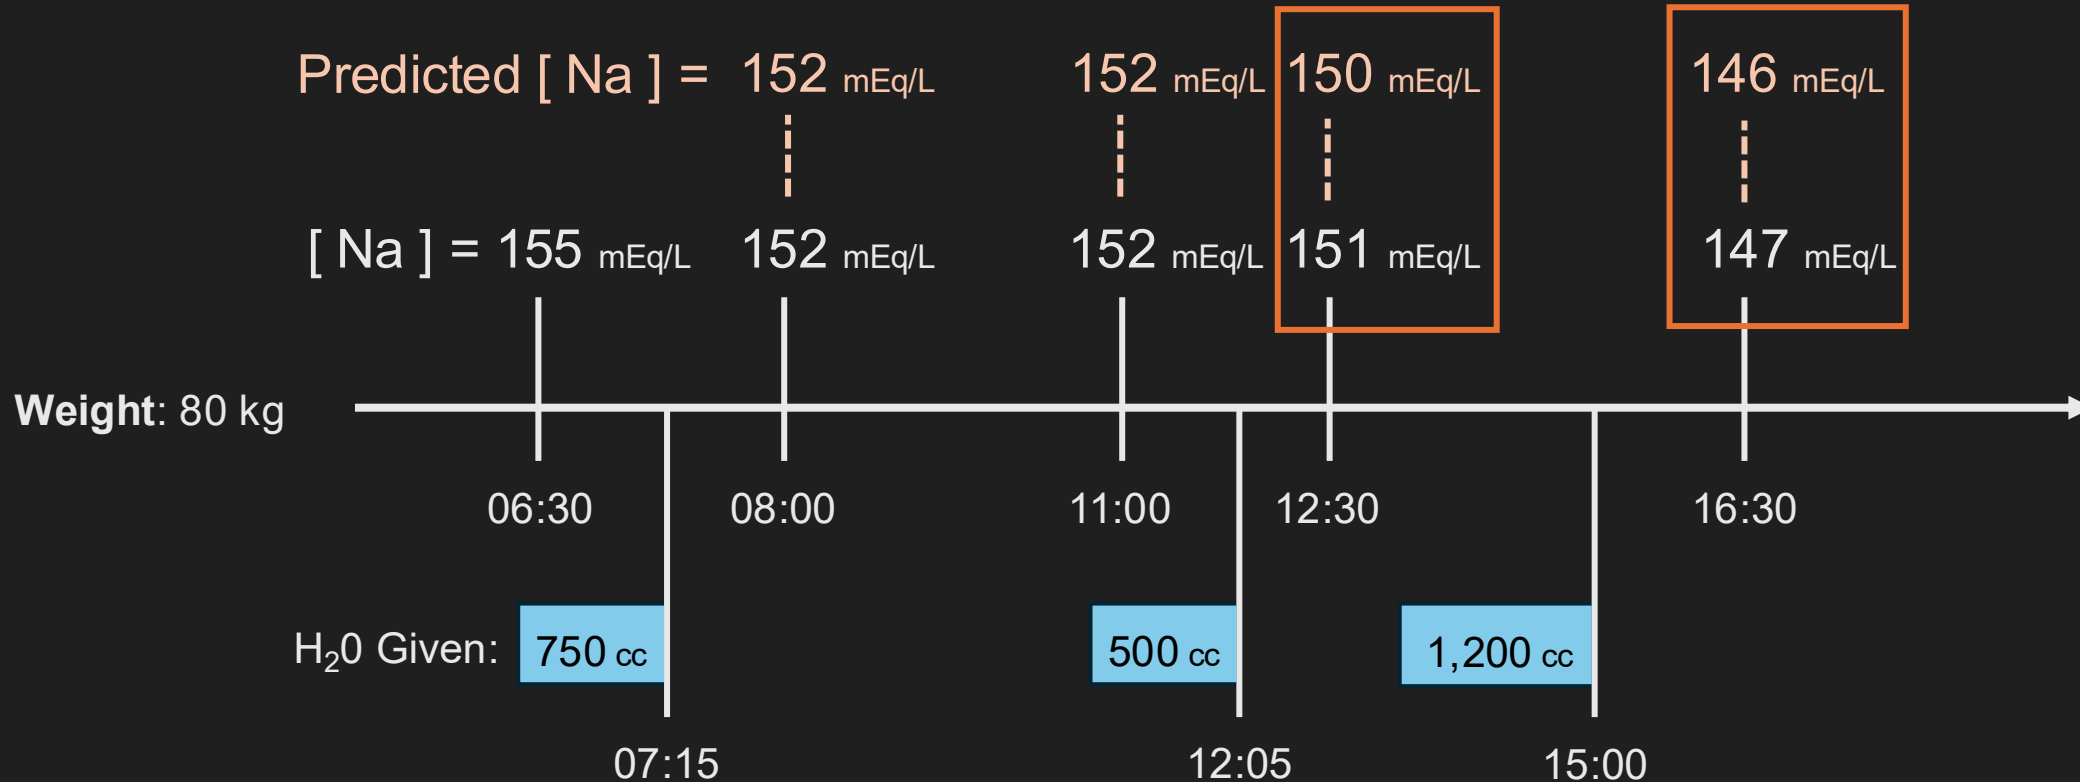 Predicted [ Na ] = 152 mEq/L 152 mEq/L 150 mEq/L 146 mEq/L
[ Na ] = 155 mEq/L 152 mEq/L 152 mEq/L 151 mEq/L 147 mEq/L
Weight: 80 kg
06:30 08:00 11:00 12:30 16:30
H₂0 Given: 750 cc 500 cc 1,200 cc
07:15 12:05 15:00